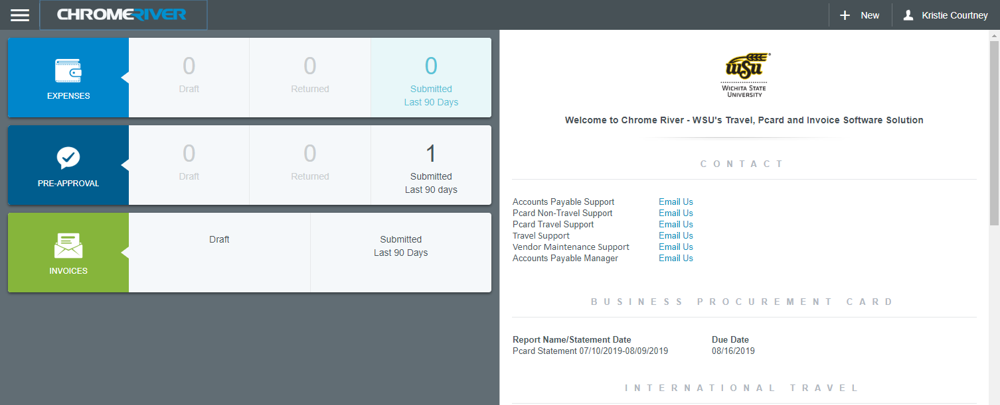 CHROMERIVER
New
Kristie Courtney
EXPENSES
0
Draft
0
Returned
0
Submitted
Last 90 Days
PRE-APPROVAL
0
Draft
0
Returned
1
Submitted
Last 90 days
INVOICES
Draft
Submitted
Last 90 Days
WSU
WICHITA STATE
UNIVERSITY
Welcome to Chrome River - WSU's Travel, Pcard and Invoice Software Solution
CONTACT
Accounts Payable Support Email Us
Pcard Non-Travel Support Email Us
Pcard Travel Support Email Us
Travel Support Email Us
Vendor Maintenance Support Email Us
Accounts Payable Manager Email Us
BUSINESS PROCUREMENT CARD
Report Name/Statement Date Due Date
Pcard Statement 07/10/2019-08/09/2019 08/16/2019
INTERNATIONAL TRAVEL